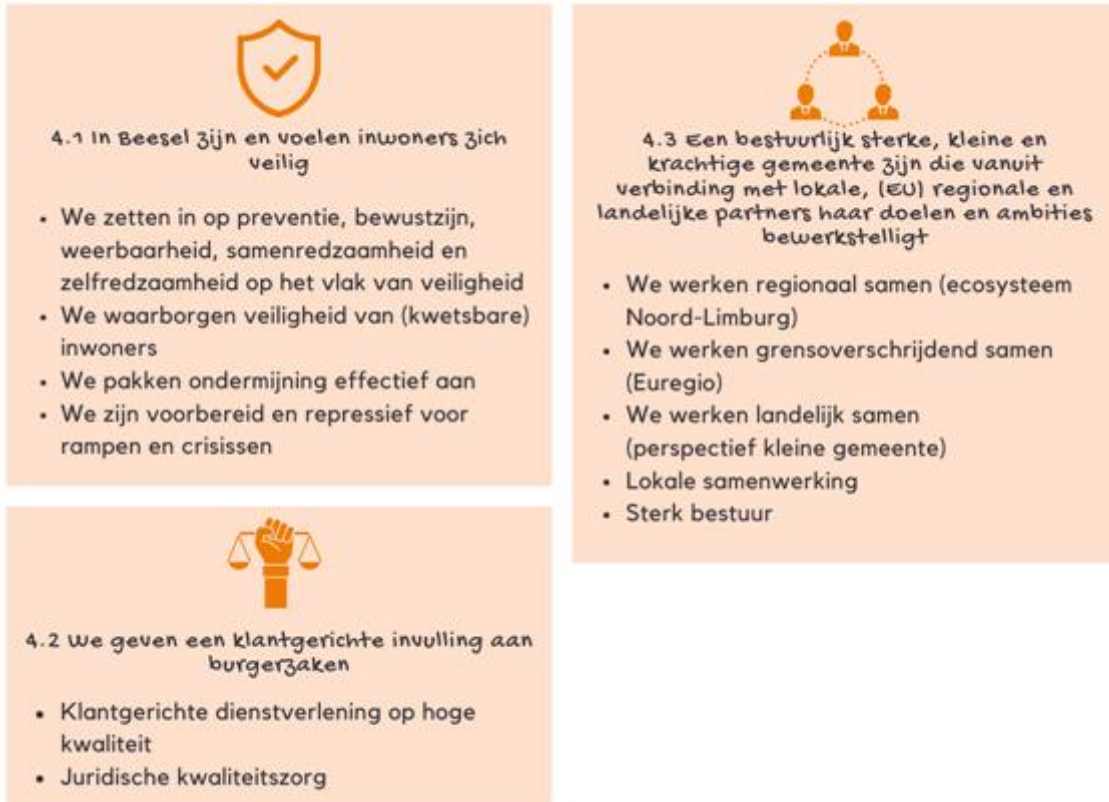 4.1 In Beesel zijn en voelen inwoners zich
veilig
• We zetten in op preventie, bewustzijn,
weerbaarheid, samenredzaamheid en
zelfredzaamheid op het vlak van veiligheid
• We waarborgen veiligheid van (kwetsbare)
inwoners
• We pakken ondermijning effectief aan
• We zijn voorbereid en repressief voor
rampen en crisissen
4.2 We geven een klantgerichte invulling aan
burgerzaken
• Klantgerichte dienstverlening op hoge
kwaliteit
• Juridische kwaliteitszorg
4.3 Een bestuurlijk sterke, kleine en
krachtige gemeente zijn die vanuit
verbinding met lokale, (EU) regionale en
landelijke partners haar doelen en ambities
bewerkstelligt
• We werken regionaal samen (ecosysteem
Noord-Limburg)
• We werken grensoverschrijdend samen
(Euregio)
• We werken landelijk samen
(perspectief kleine gemeente)
• Lokale samenwerking
• Sterk bestuur